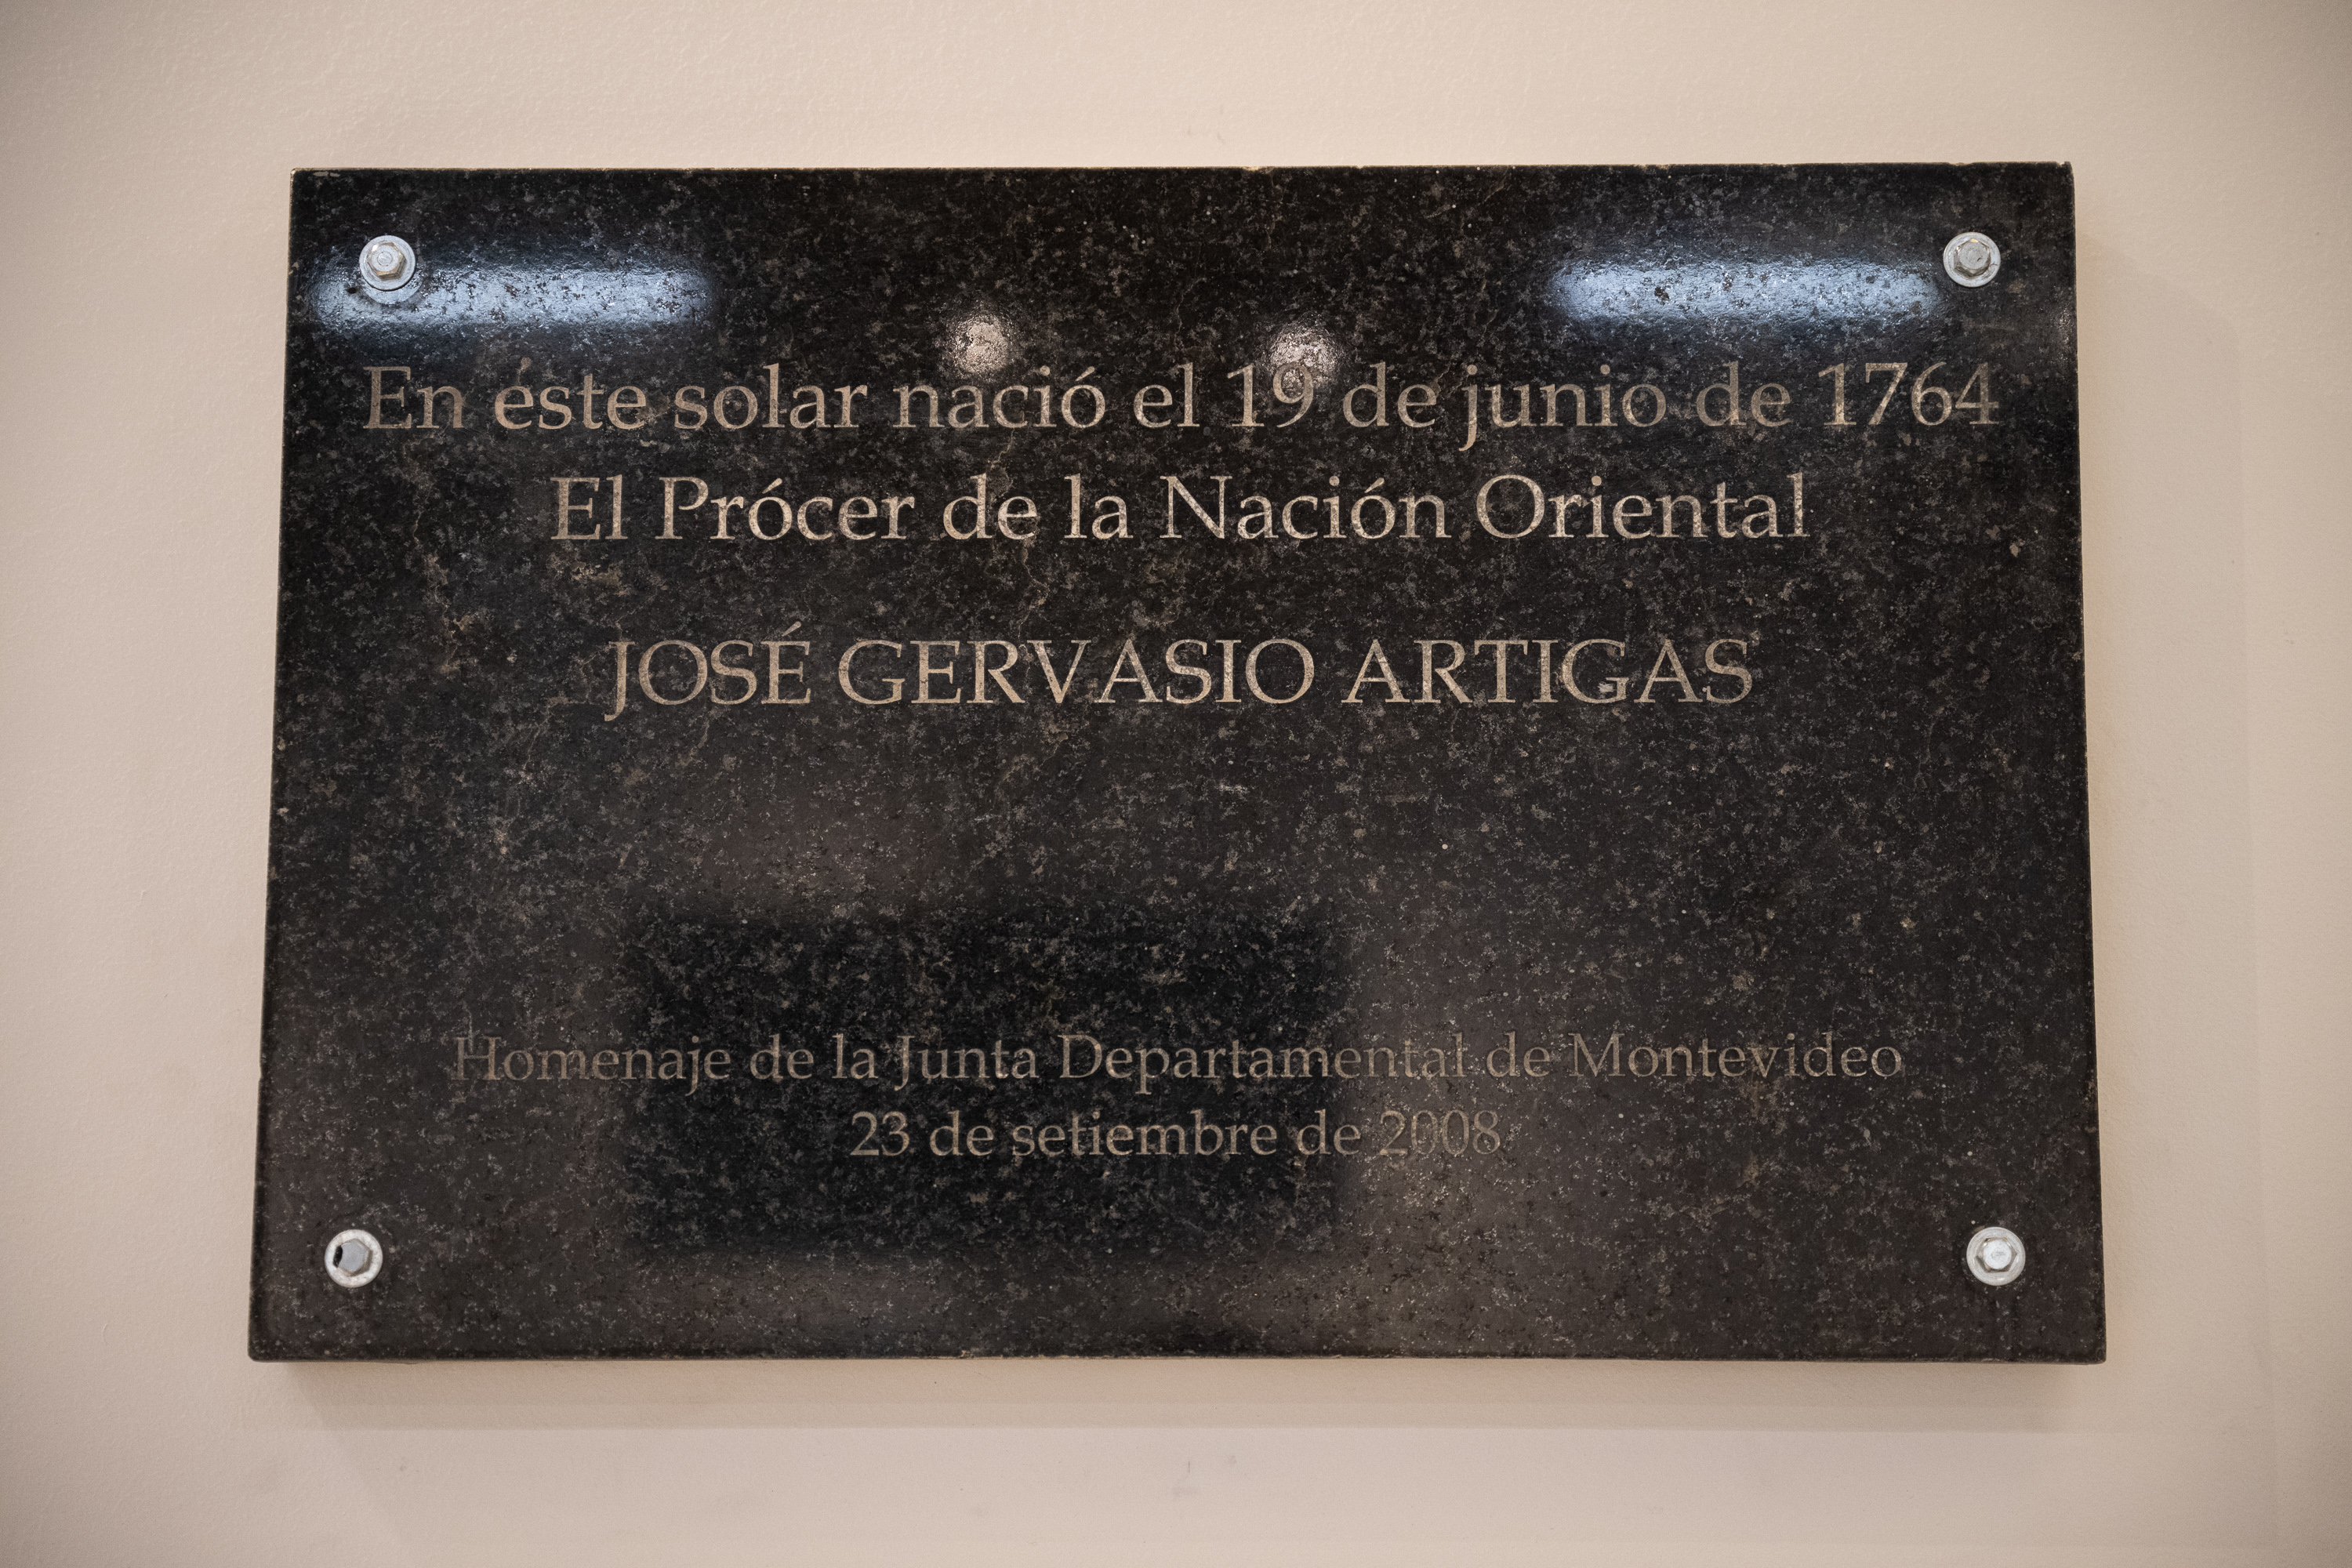 En éste solar nació el 19 de junio de 1764
El Prócer de la Nación Oriental
JOSÉ GERVASIO ARTIGAS
Homenaje de la Junta Departamental de Montevideo
23 de setiembre de 2008